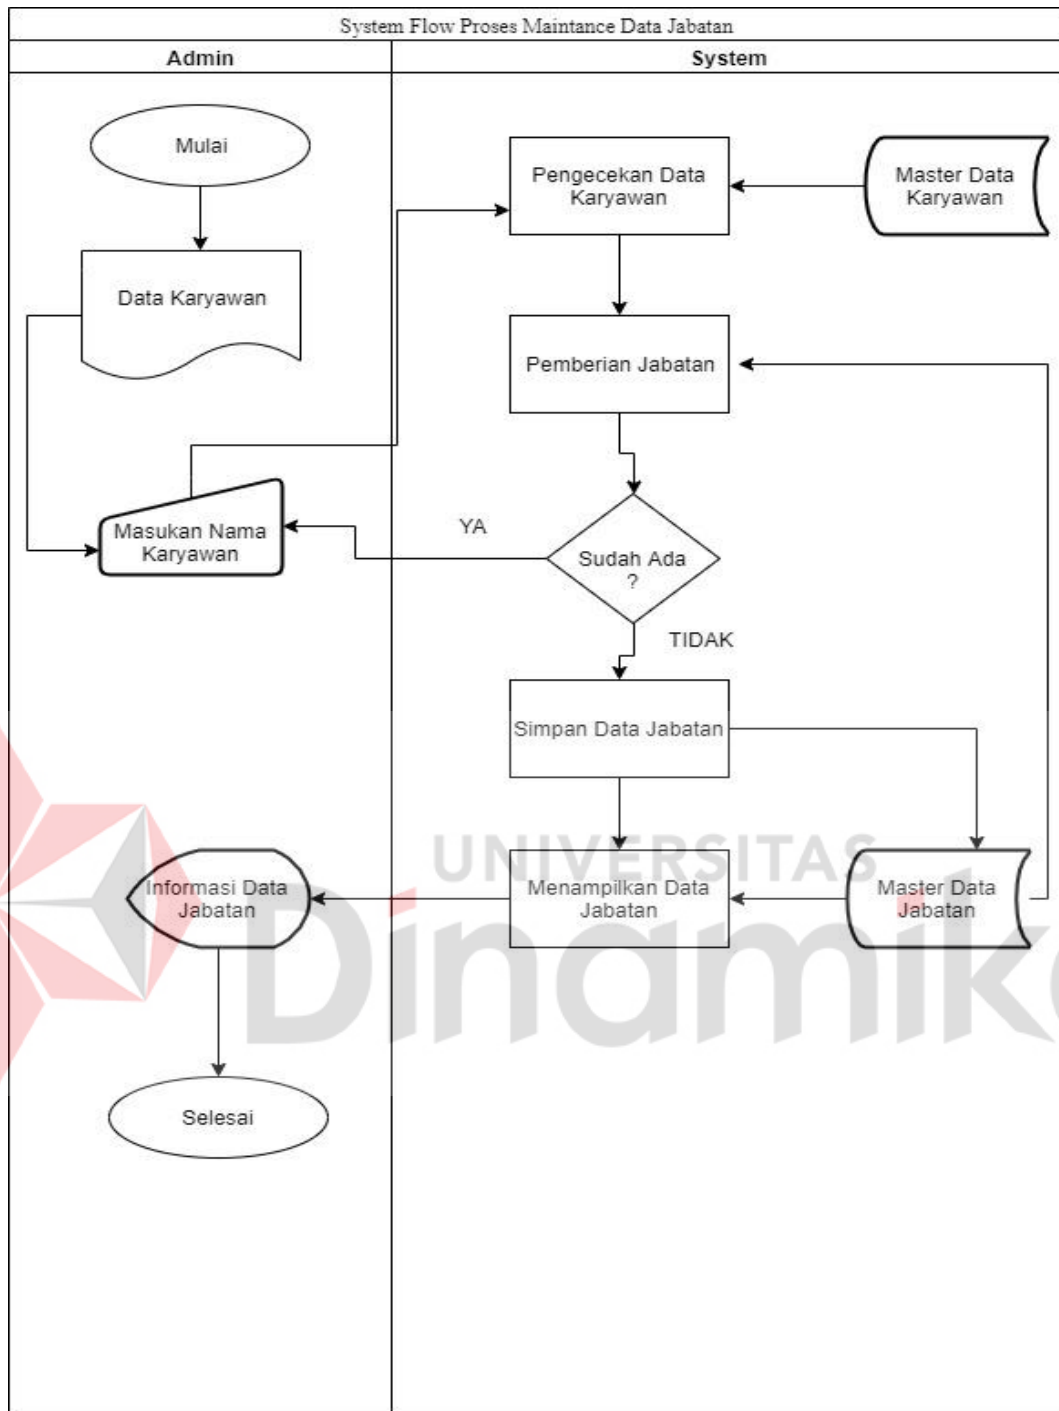 System Flow Proses Maintance Data Jabatan
Admin
System
Mulai
Pengecekan Data
Karyawan
Master Data
Karyawan
Data Karyawan
Pemberian Jabatan
Masukan Nama
Karyawan
YA
Sudah Ada
?
TIDAK
Simpan Data Jabatan
Informasi Data
Jabatan
Menampilkan Data
Jabatan
Master Data
Jabatan
Selesai
UNIVERSITAS
Dinamika